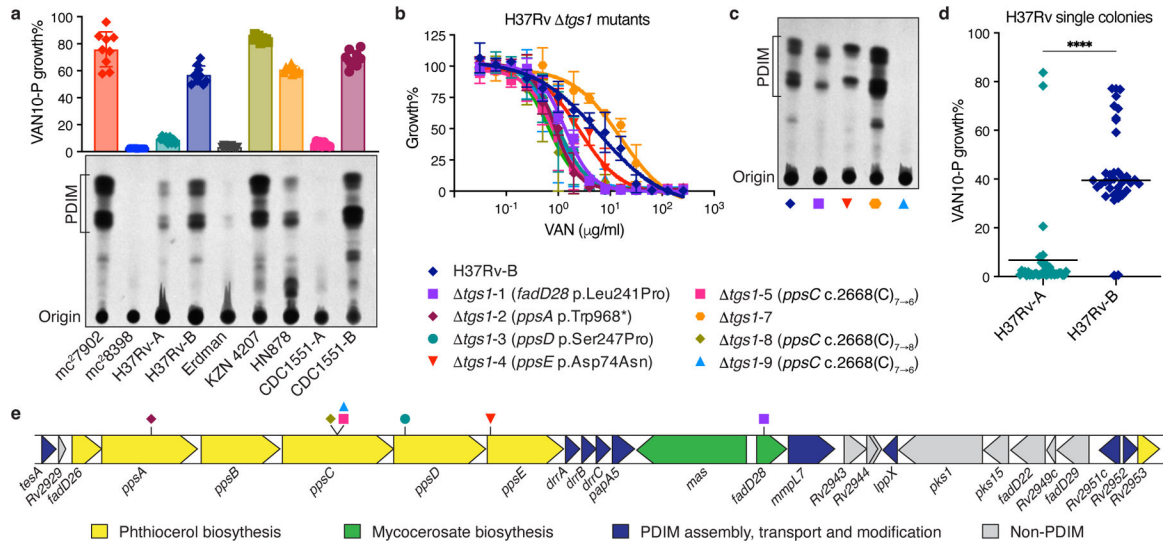 a
VAN10-P growth%
100
80
60
40
20
0
PDIM
Origin
mc²7902
mc²8398
H37Rv-A
H37Rv-B
Erdman
KZN 4207
HN878
CDC1551-A
CDC1551-B
b
H37Rv Δtgs1 mutants
Growth%
125
100
75
50
25
0
10⁻¹ 10⁰ 10¹ 10² 10³
VAN (μg/ml)
H37Rv-B
Δtgs1-1 (fadD28 p.Leu241Pro)
Δtgs1-2 (ppsA p.Trp968*)
Δtgs1-3 (ppsD p.Ser247Pro)
Δtgs1-4 (ppsE p.Asp74Asn)
Δtgs1-5 (ppsC c.2668(C)7→6)
Δtgs1-7
Δtgs1-8 (ppsC c.2668(C)7→8)
Δtgs1-9 (ppsC c.2668(C)7→6)
c
PDIM
Origin
d
H37Rv single colonies
****
VAN10-P growth%
100
80
60
40
20
0
H37Rv-A
H37Rv-B
e
tesA
Rv2929
fadD26
ppsA
ppsB
ppsC
ppsD
ppsE
drrA
drrB
drrC
papA5
mas
fadD28
mmpL7
Rv2943
Rv2944
lppX
pks1
pks15
fadD22
Rv2949c
fadD29
Rv2951c
Rv2952
Rv2953
Phthiocerol biosythesis
Mycocerosate biosythesis
PDIM assembly, transport and modification
Non-PDIM